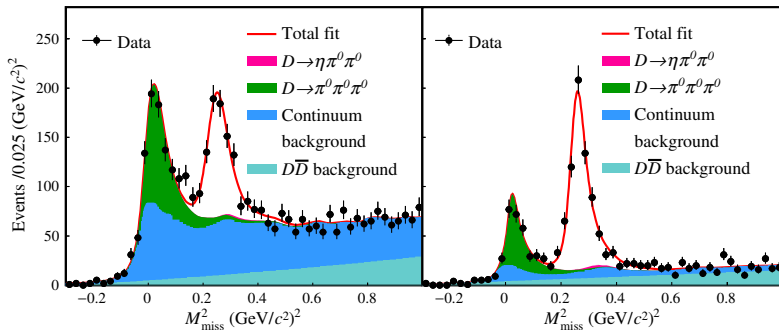 Events /0.025 (GeV/c²)²
250
200
150
100
50
0
Data
Total fit
D→ηπ⁰π⁰
D→π⁰π⁰π⁰
Continuum
background
DD̅ background
−0.2 0 0.2 0.4 0.6 0.8
M²miss (GeV/c²)²
Data
Total fit
D→ηπ⁰π⁰
D→π⁰π⁰π⁰
Continuum
background
DD̅ background
−0.2 0 0.2 0.4 0.6 0.8
M²miss (GeV/c²)²